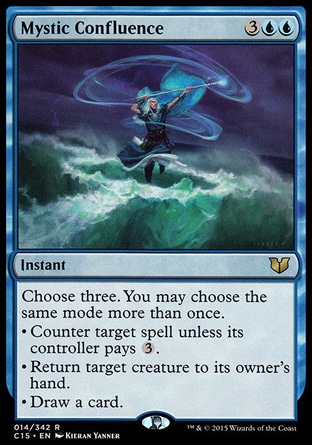 Mystic Confluence 3
Instant
Choose three. You may choose the
same mode more than once.
• Counter target spell unless its
controller pays 3.
• Return target creature to its owner's
hand.
• Draw a card.
014/342 R
C15 • EN KIERAN YANNER
™ & © 2015 Wizards of the Coast